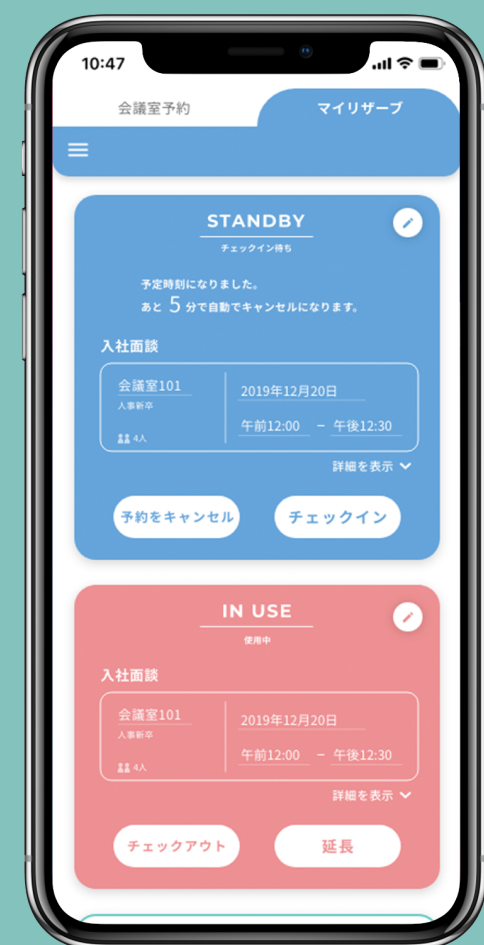 10:47
会議室予約
マイリザーブ
STANDBY
チェックイン待ち
予定時刻になりました。
あと 5 分で自動でキャンセルになります。
入社面談
会議室101
2019年12月20日
人事新卒
午前12:00 − 午後12:30
4人
詳細を表示
予約をキャンセル
チェックイン
IN USE
使用中
入社面談
会議室101
2019年12月20日
人事新卒
午前12:00 − 午後12:30
4人
詳細を表示
チェックアウト
延長